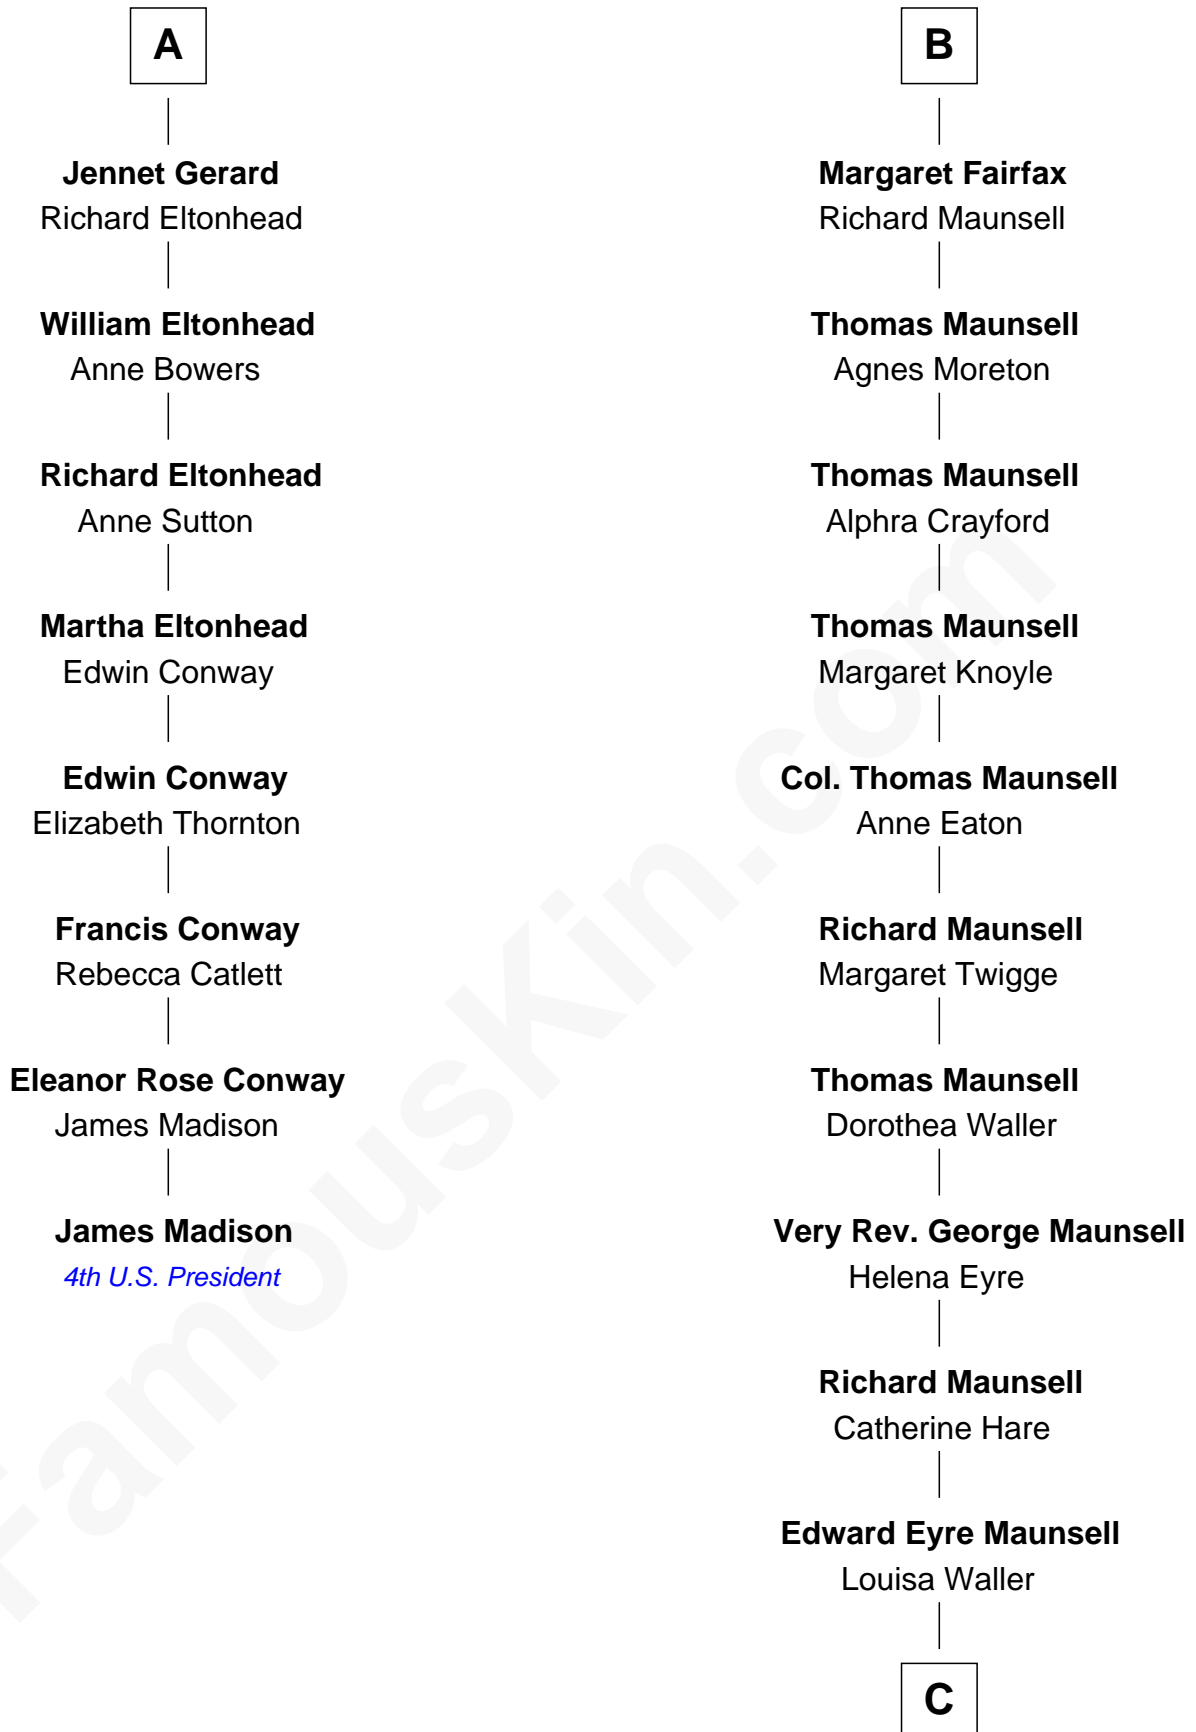 A
Jennet Gerard
Richard Eltonhead
William Eltonhead
Anne Bowers
Richard Eltonhead
Anne Sutton
Martha Eltonhead
Edwin Conway
Edwin Conway
Elizabeth Thornton
Francis Conway
Rebecca Catlett
Eleanor Rose Conway
James Madison
James Madison
4th U.S. President
B
Margaret Fairfax
Richard Maunsell
Thomas Maunsell
Agnes Moreton
Thomas Maunsell
Alphra Crayford
Thomas Maunsell
Margaret Knoyle
Col. Thomas Maunsell
Anne Eaton
Richard Maunsell
Margaret Twigge
Thomas Maunsell
Dorothea Waller
Very Rev. George Maunsell
Helena Eyre
Richard Maunsell
Catherine Hare
Edward Eyre Maunsell
Louisa Waller
C
FamousKin.com